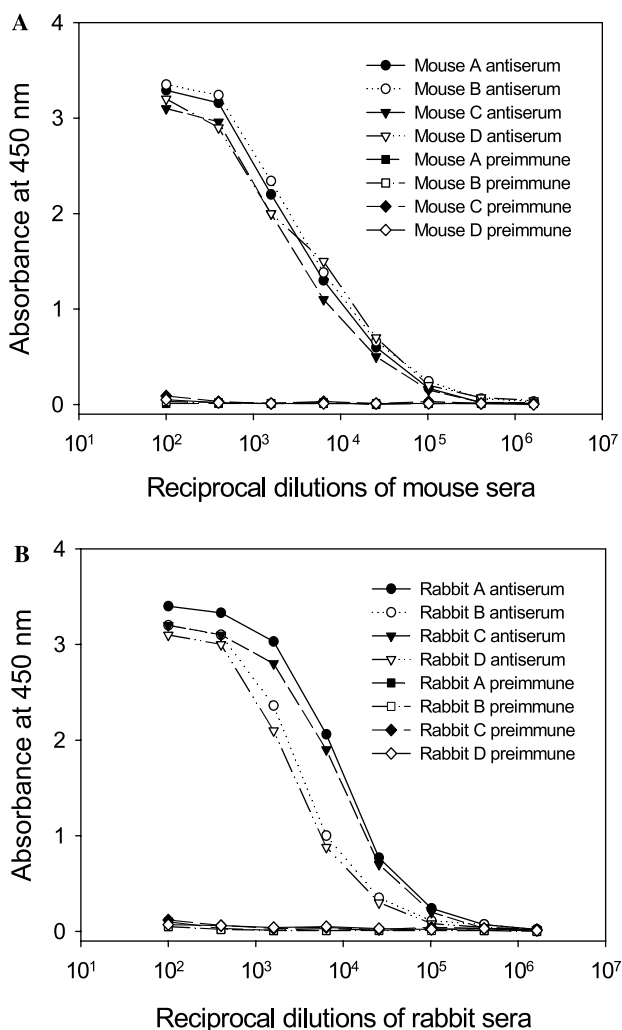 A
Absorbance at 450 nm
4
3
2
1
0
Mouse A antiserum
Mouse B antiserum
Mouse C antiserum
Mouse D antiserum
Mouse A preimmune
Mouse B preimmune
Mouse C preimmune
Mouse D preimmune
10¹ 10² 10³ 10⁴ 10⁵ 10⁶ 10⁷
Reciprocal dilutions of mouse sera
B
Absorbance at 450 nm
4
3
2
1
0
Rabbit A antiserum
Rabbit B antiserum
Rabbit C antiserum
Rabbit D antiserum
Rabbit A preimmune
Rabbit B preimmune
Rabbit C preimmune
Rabbit D preimmune
10¹ 10² 10³ 10⁴ 10⁵ 10⁶ 10⁷
Reciprocal dilutions of rabbit sera